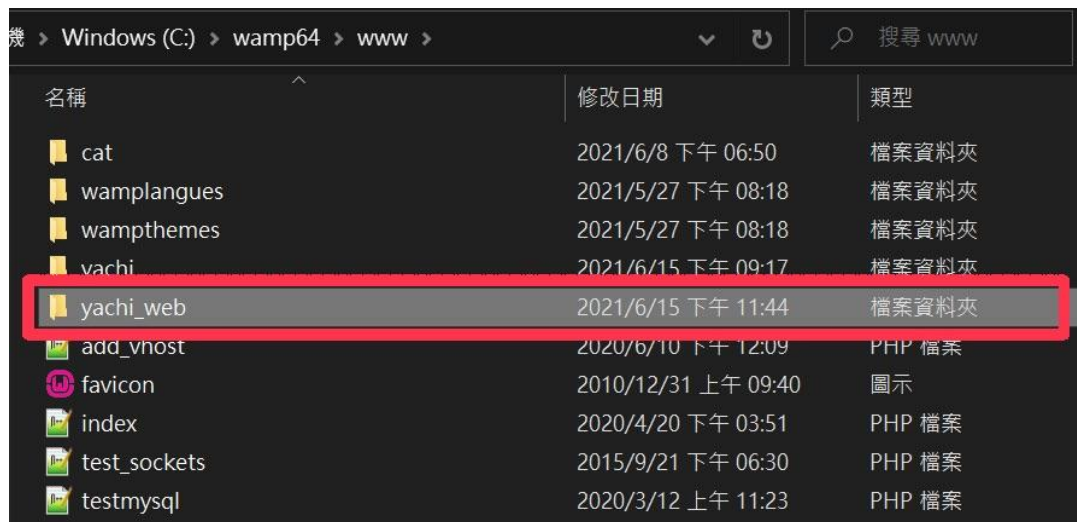 機 > Windows (C:) > wamp64 > www > 搜尋 www
名稱 修改日期 類型
cat 2021/6/8 下午 06:50 檔案資料夾
wamplangues 2021/5/27 下午 08:18 檔案資料夾
wampthemes 2021/5/27 下午 08:18 檔案資料夾
yachi 2021/6/15 下午 09:17 檔案資料夾
yachi_web 2021/6/15 下午 11:44 檔案資料夾
add_vhost 2020/6/10 下午 12:09 PHP 檔案
favicon 2010/12/31 上午 09:40 圖示
index 2020/4/20 下午 03:51 PHP 檔案
test_sockets 2015/9/21 下午 06:30 PHP 檔案
testmysql 2020/3/12 上午 11:23 PHP 檔案